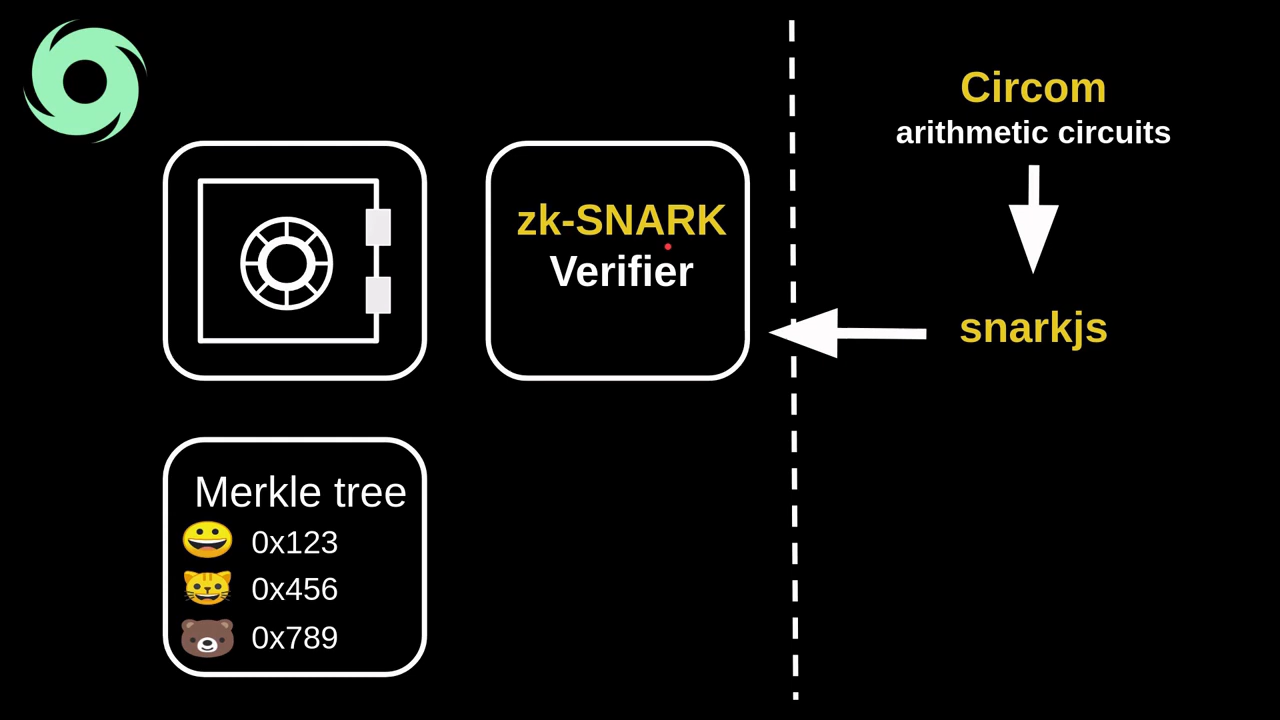 Circom
arithmetic circuits
zk-SNARK
Verifier
snarkjs
Merkle tree
0x123
0x456
0x789